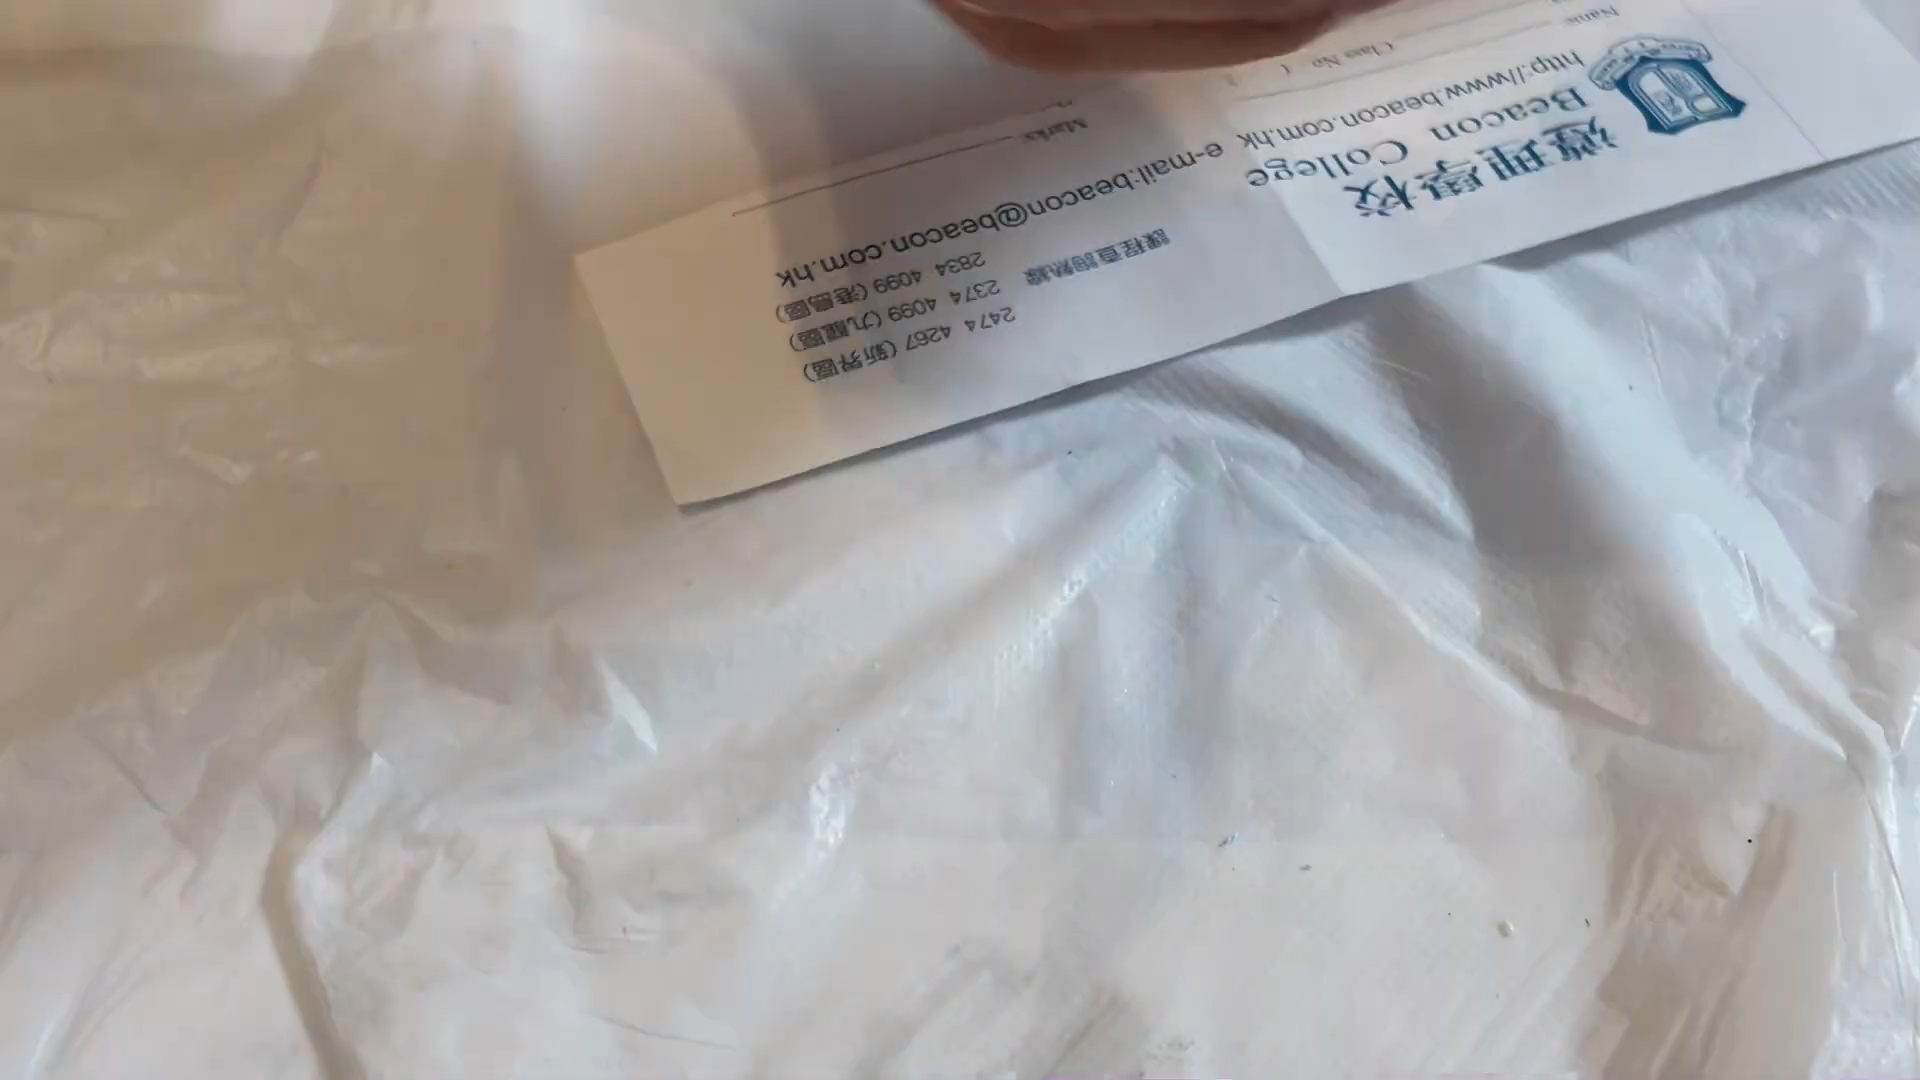 遵理學校
Beacon College
http://www.beacon.com.hk e-mail:beacon@beacon.com.hk
課程查詢熱線
2474 4267 (新界區)
2374 4099 (九龍區)
2834 4099 (港島區)
Name
Class No. ( )
Marks